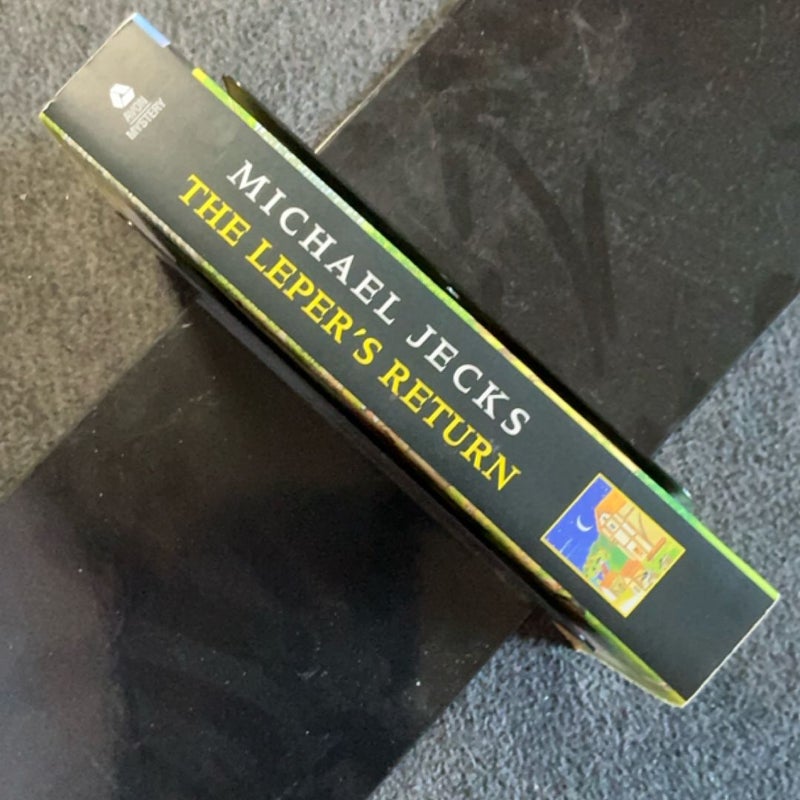 AVON
MYSTERY
MICHAEL JECKS
THE LEPER'S RETURN